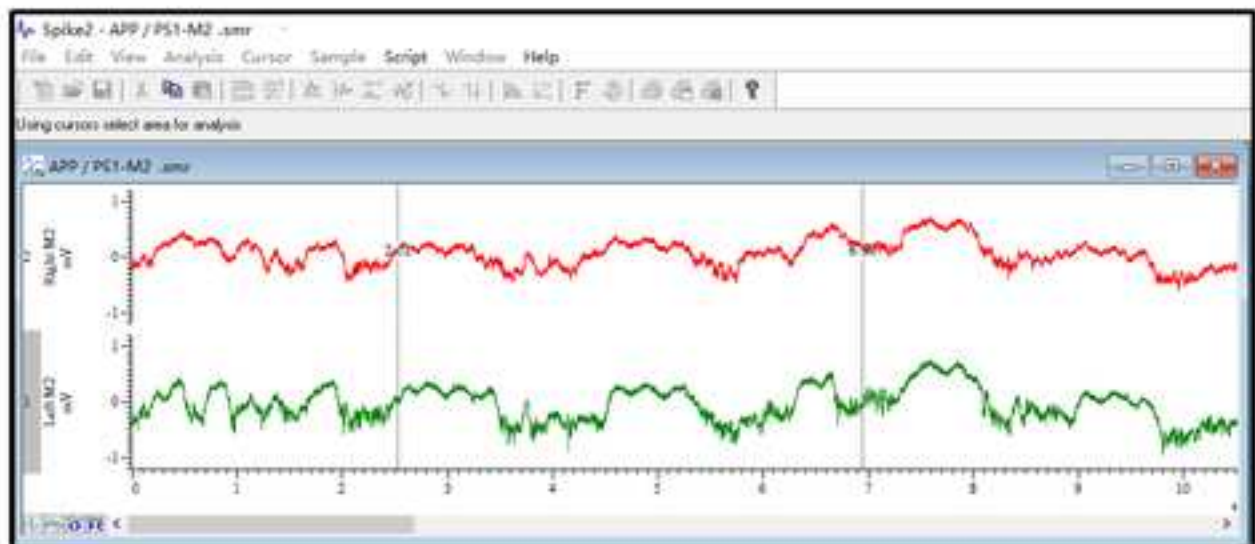 Spike2 - APP / PS1-M2 .smr
File Edit View Analysis Cursor Sample Script Window Help
Using cursors select area for analysis
APP / PS1-M2 .smr
1
0
-1
Right M2
mV
1
0
-1
Left M2
mV
0 1 2 3 4 5 6 7 8 9 10